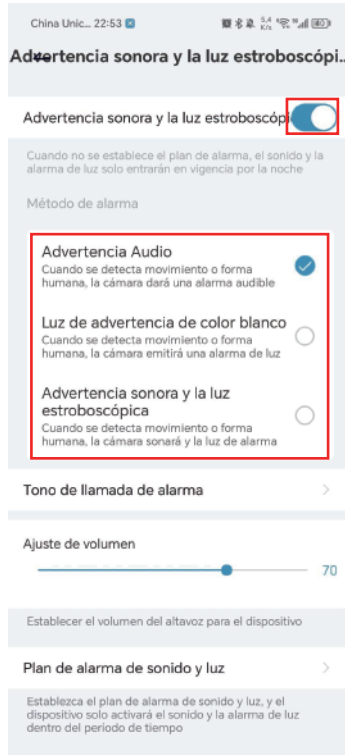 China Unic... 22:53
5,4 K/s 40
Advertencia sonora y la luz estroboscópi..
Advertencia sonora y la luz estroboscópi
Cuando no se establece el plan de alarma, el sonido y la
alarma de luz solo entrarán en vigencia por la noche
Método de alarma
Advertencia Audio
Cuando se detecta movimiento o forma
humana, la cámara dará una alarma audible
Luz de advertencia de color blanco
Cuando se detecta movimiento o forma
humana, la cámara emitirá una alarma de luz
Advertencia sonora y la luz
estroboscópica
Cuando se detecta movimiento o forma
humana, la cámara sonará y la luz de alarma
Tono de llamada de alarma
Ajuste de volumen
70
Establecer el volumen del altavoz para el dispositivo
Plan de alarma de sonido y luz
Establezca el plan de alarma de sonido y luz, y el
dispositivo solo activará el sonido y la alarma de luz
dentro del período de tiempo